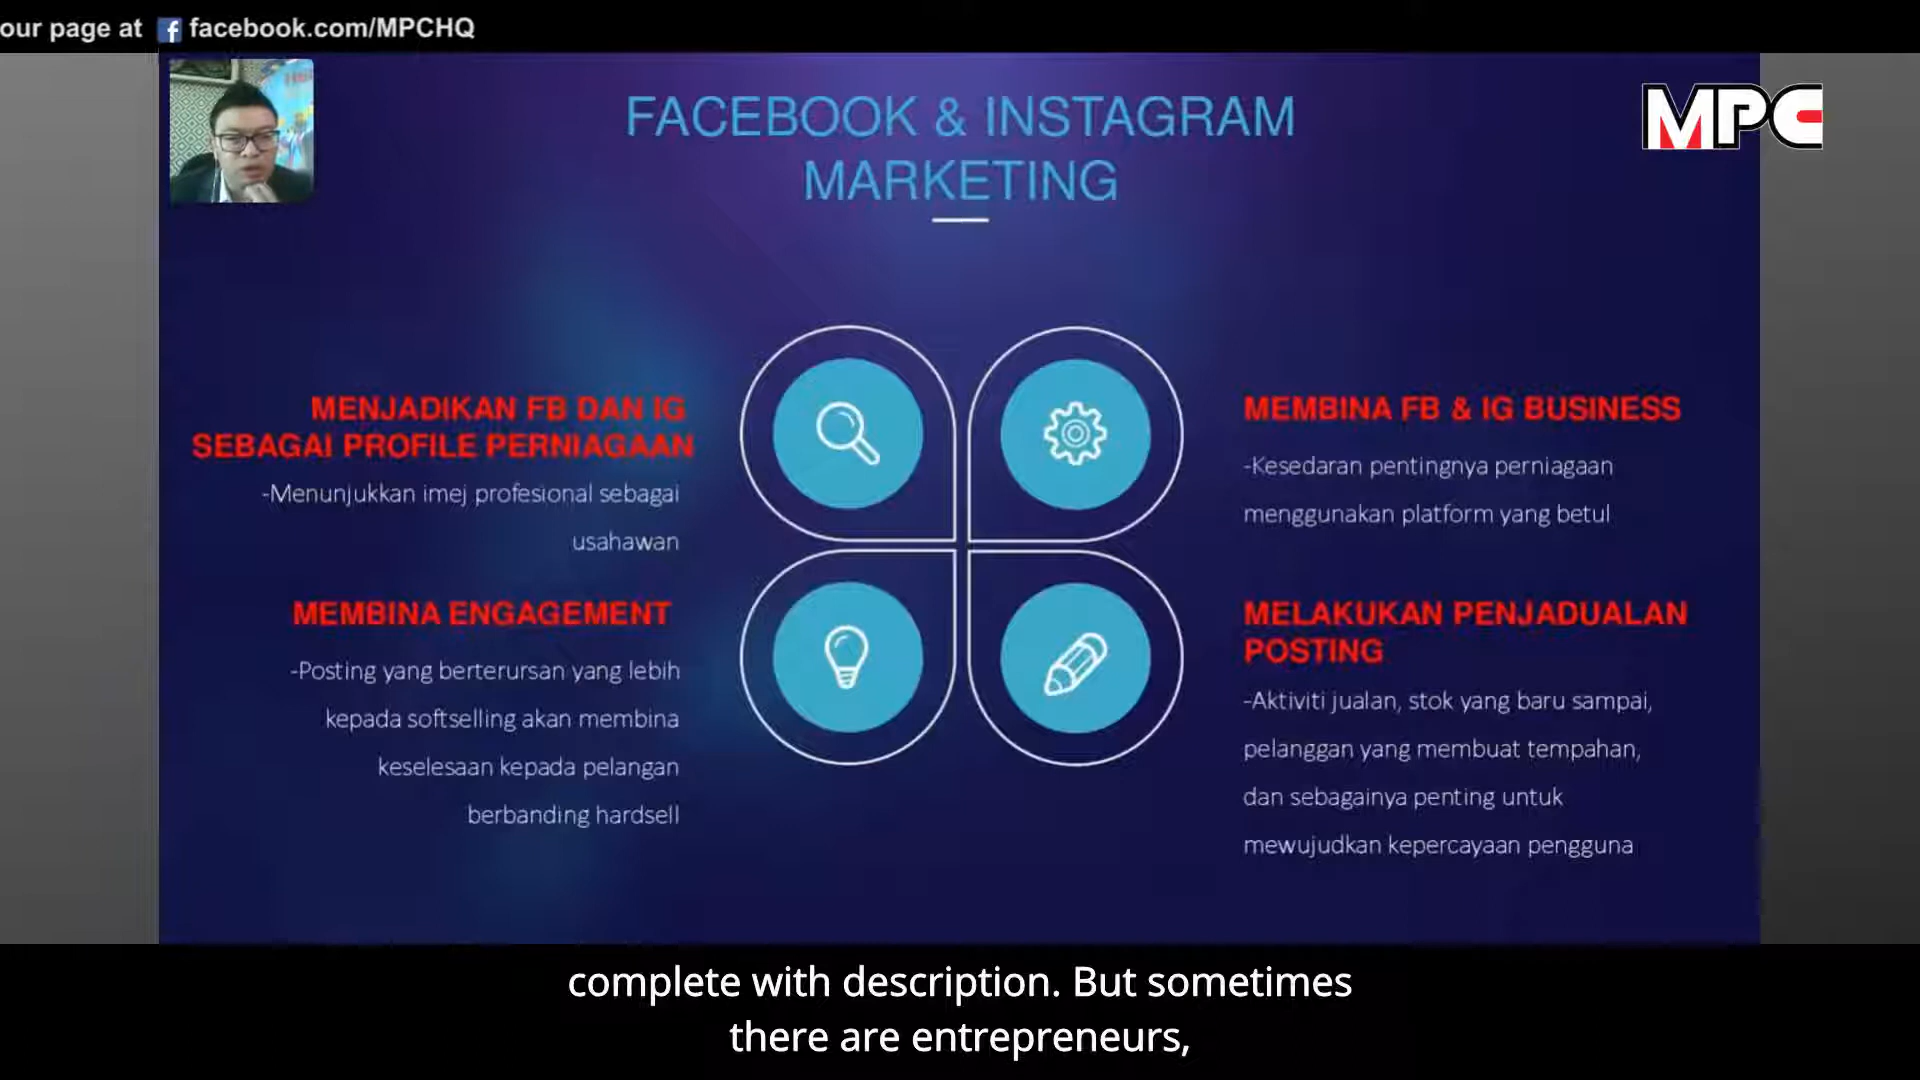 our page at facebook.com/MPCHQ
MPC
FACEBOOK & INSTAGRAM
MARKETING
MENJADIKAN FB DAN IG
SEBAGAI PROFILE PERNIAGAAN
-Menunjukkan imej profesional sebagai
usahawan
MEMBINA ENGAGEMENT
-Posting yang berterursan yang lebih
kepada softselling akan membina
keselesaan kepada pelangan
berbanding hardsell
MEMBINA FB & IG BUSINESS
-Kesedaran pentingnya perniagaan
menggunakan platform yang betul
MELAKUKAN PENJADUALAN
POSTING
-Aktiviti jualan, stok yang baru sampai,
pelanggan yang membuat tempahan,
dan sebagainya penting untuk
mewujudkan kepercayaan pengguna
complete with description. But sometimes
there are entrepreneurs,